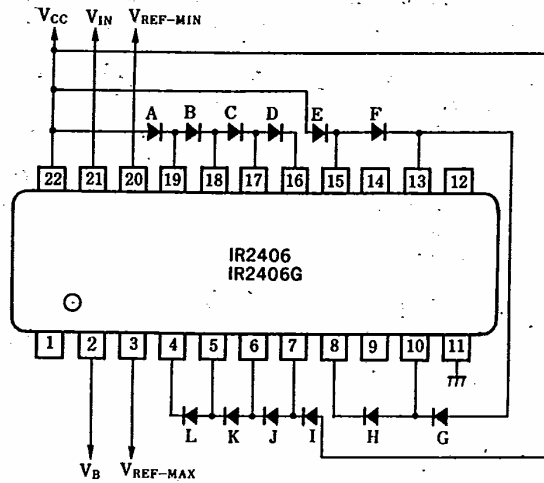 VCC VIN VREF-MIN
A B C D E F
22 21 20 19 18 17 16 15 14 13 12
IR2406
IR2406G
1 2 3 4 5 6 7 8 9 10 11
L K J I H G
VB VREF-MAX